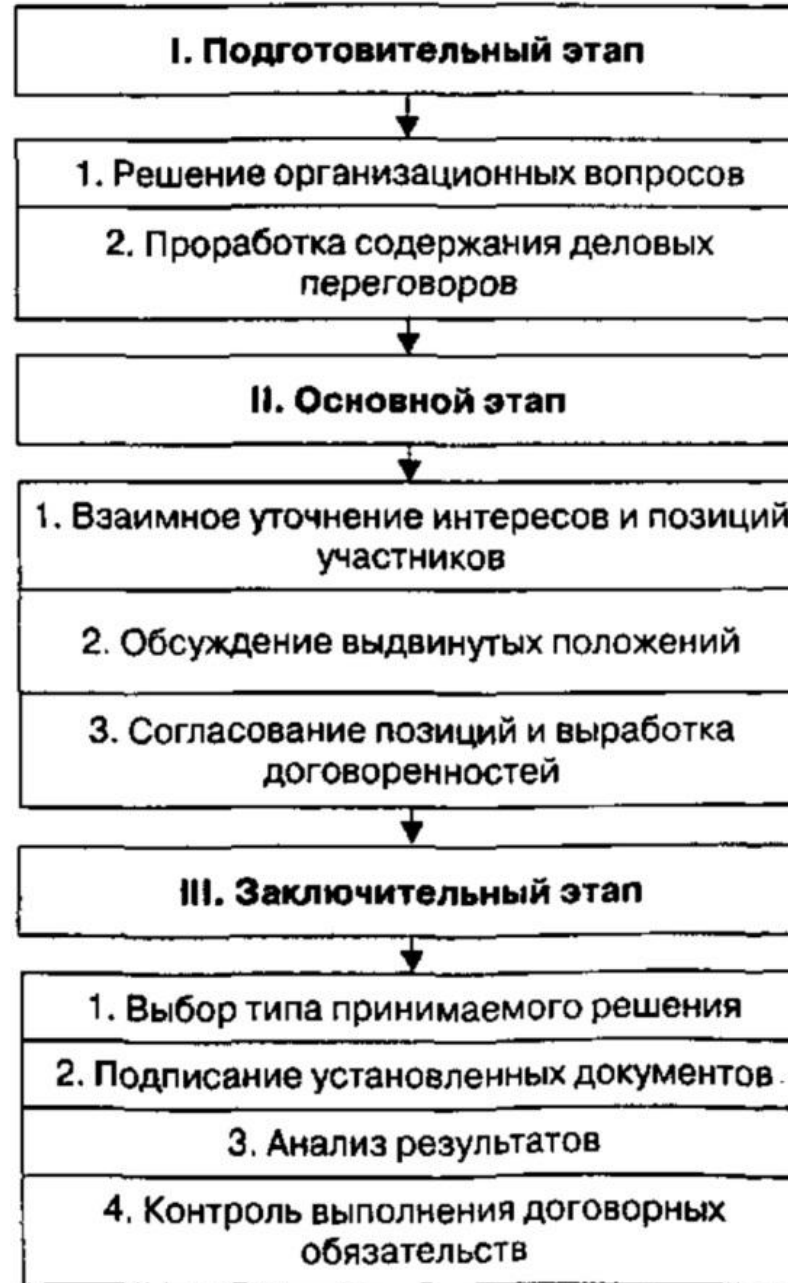 I. Подготовительный этап
1. Решение организационных вопросов
2. Проработка содержания деловых
переговоров
II. Основной этап
1. Взаимное уточнение интересов и позиций
участников
2. Обсуждение выдвинутых положений
3. Согласование позиций и выработка
договоренностей
III. Заключительный этап
1. Выбор типа принимаемого решения
2. Подписание установленных документов
3. Анализ результатов
4. Контроль выполнения договорных
обязательств